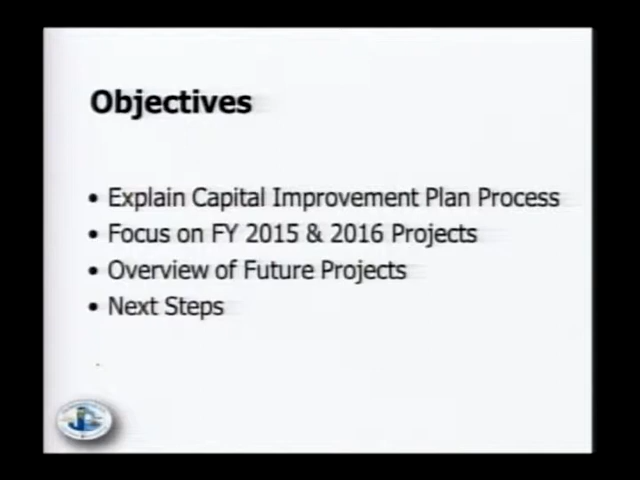 Objectives
• Explain Capital Improvement Plan Process
• Focus on FY 2015 & 2016 Projects
• Overview of Future Projects
• Next Steps